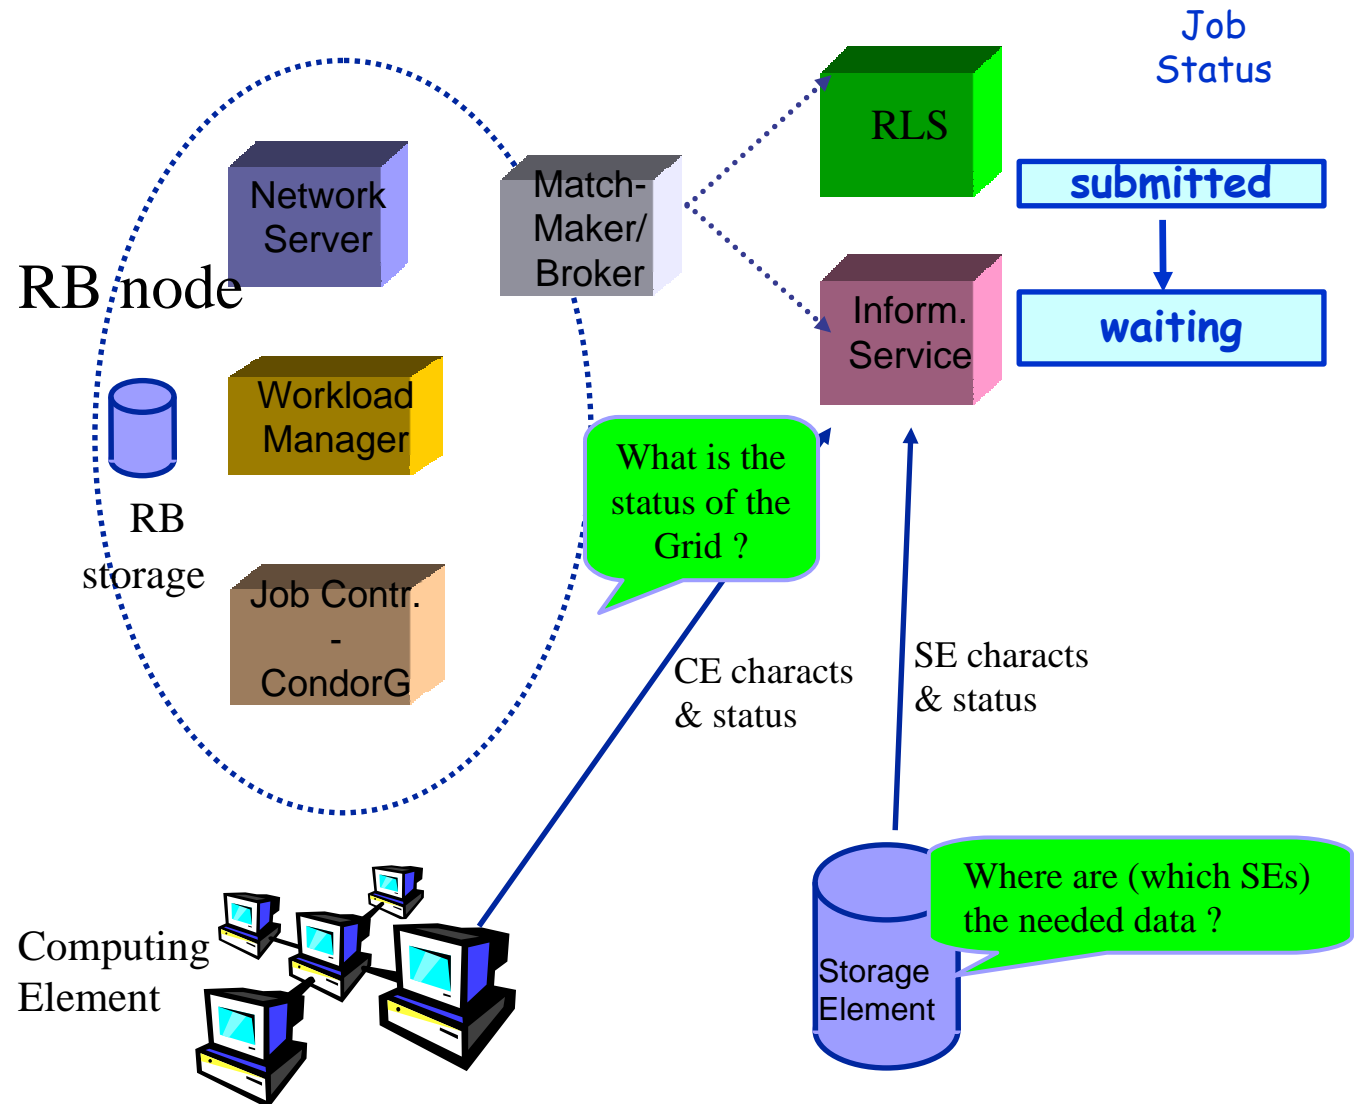 Job
Status
RLS
submitted
Network
Server
Match-
Maker/
Broker
RB node
Inform.
Service
waiting
Workload
Manager
What is the
status of the
Grid ?
RB
storage
Job Contr.
-
CondorG
CE characts
& status
SE characts
& status
Where are (which SEs)
the needed data ?
Computing
Element
Storage
Element